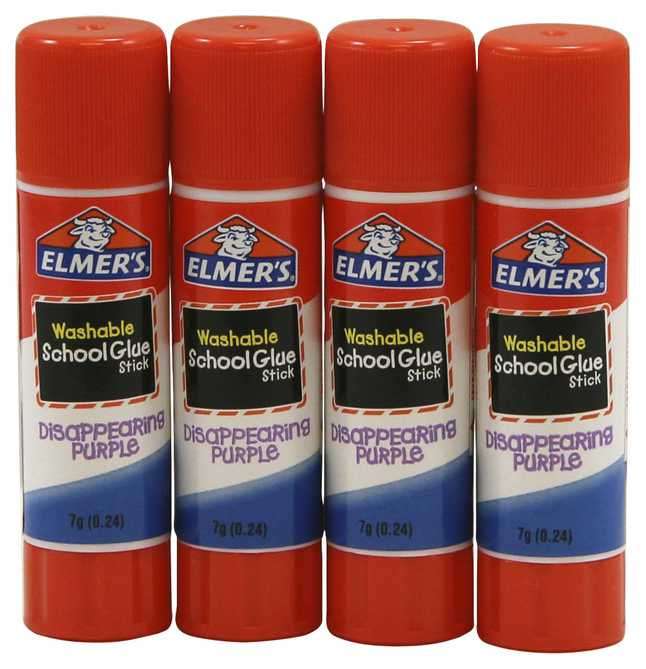 ELMER'S
Washable
School Glue
Stick
DISAPPEARING
PURPLE
7g (0.24)
ELMER'S
Washable
School Glue
Stick
DISAPPEARING
PURPLE
7g (0.24)
ELMER'S
Washable
School Glue
Stick
DISAPPEARING
PURPLE
7g (0.24)
ELMER'S
Washable
School Glue
Stick
DISAPPEARING
PURPLE
7g (0.24)